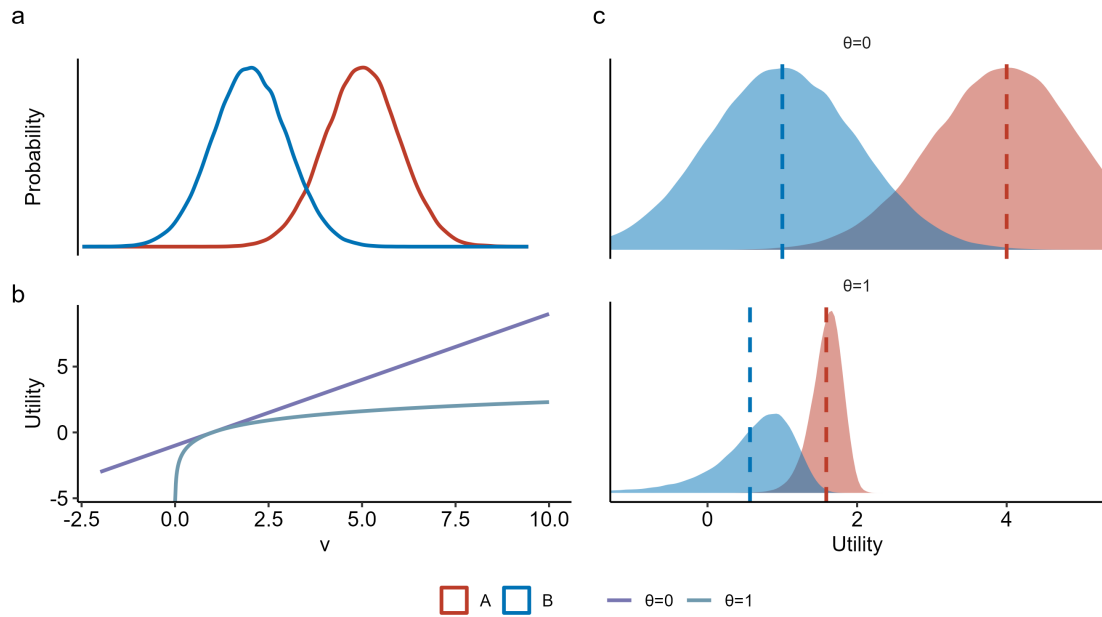 a
Probability
b
Utility
5
0
-5
-2.5 0.0 2.5 5.0 7.5 10.0
v
c
θ=0
θ=1
0 2 4
Utility
A B θ=0 θ=1